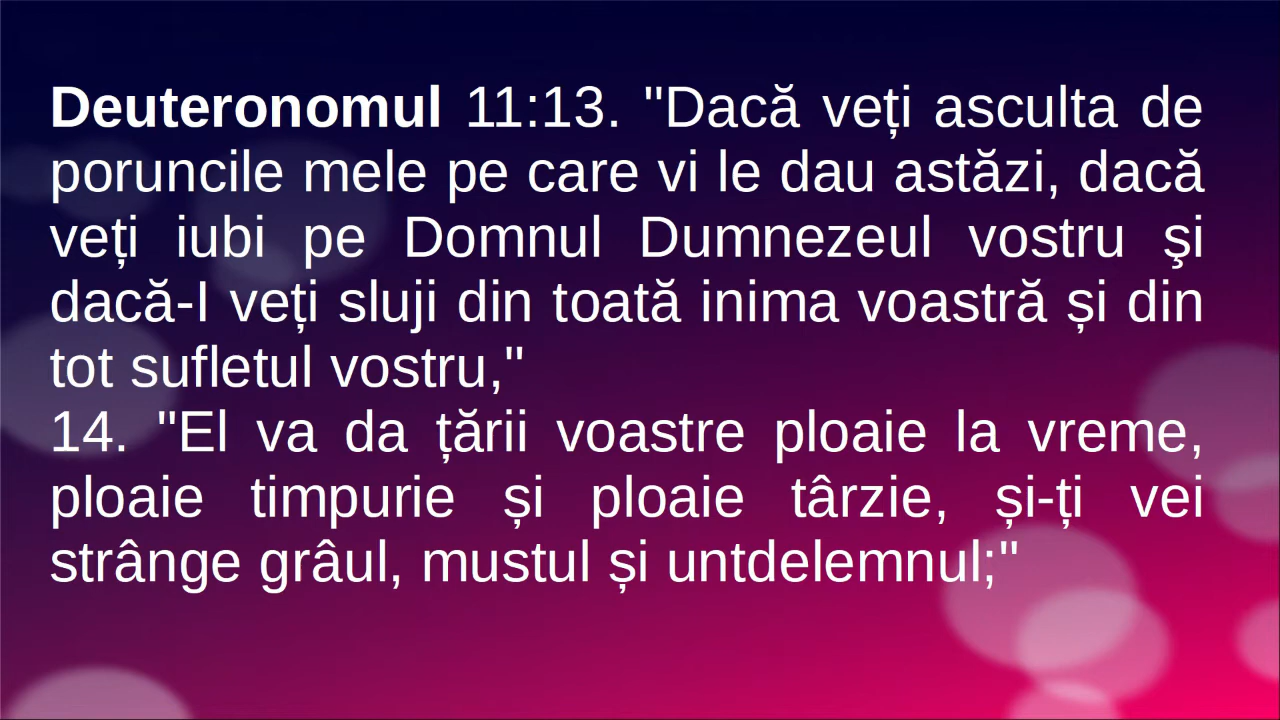 Deuteronomul 11:13. "Dacă veți asculta de
poruncile mele pe care vi le dau astăzi, dacă
veți iubi pe Domnul Dumnezeul vostru şi
dacă-I veți sluji din toată inima voastră și din
tot sufletul vostru,"
14. "El va da țării voastre ploaie la vreme,
ploaie timpurie și ploaie târzie, și-ți vei
strânge grâul, mustul și untdelemnul;"